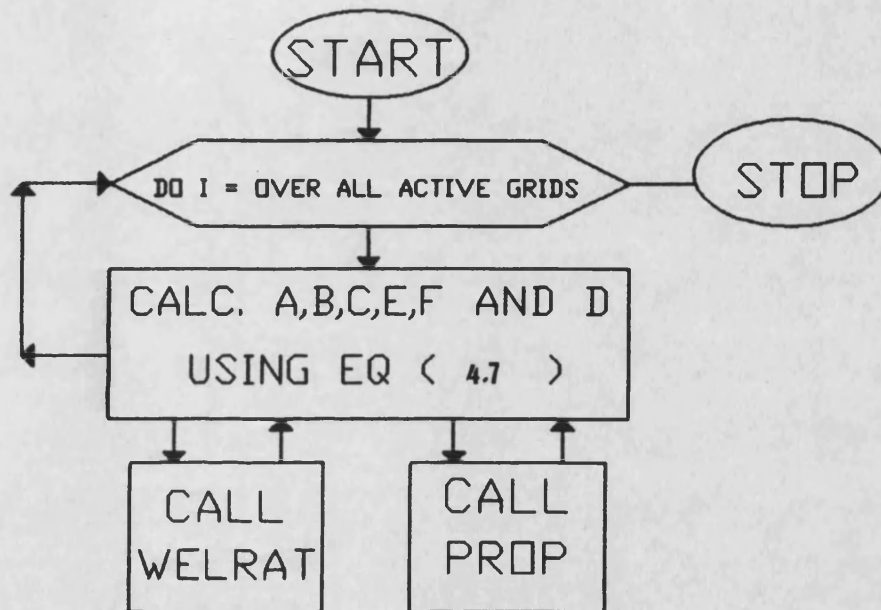 START
DO I = OVER ALL ACTIVE GRIDS
STOP
CALC. A,B,C,E,F AND D
USING EQ ( 4.7 )
CALL
WELRAT
CALL
PROP